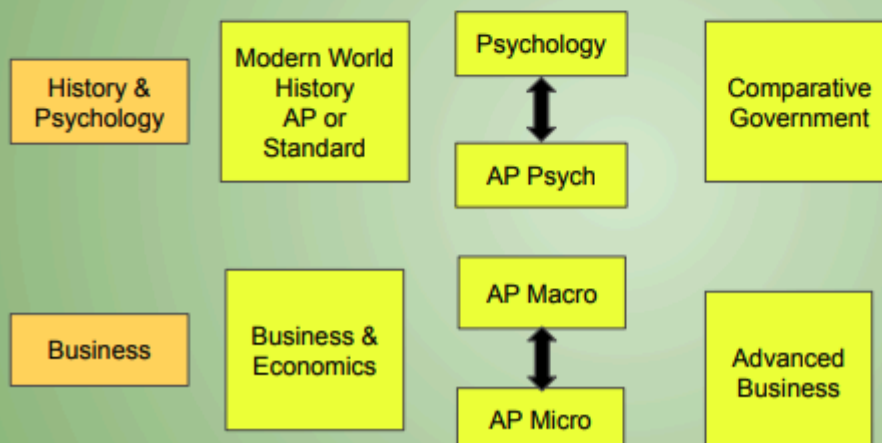 History &
Psychology
Modern World
History
AP or
Standard
Psychology
AP Psych
Comparative
Government
Business
Business &
Economics
AP Macro
AP Micro
Advanced
Business